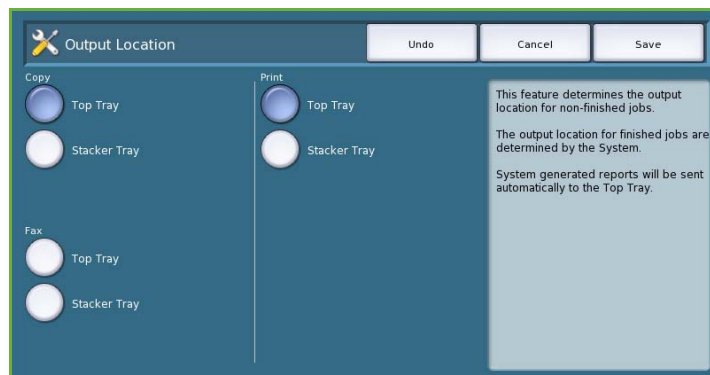 Output Location
Undo
Cancel
Save
Copy
Top Tray
Stacker Tray
Fax
Top Tray
Stacker Tray
Print
Top Tray
Stacker Tray
This feature determines the output
location for non-finished jobs.
The output location for finished jobs are
determined by the System.
System generated reports will be sent
automatically to the Top Tray.